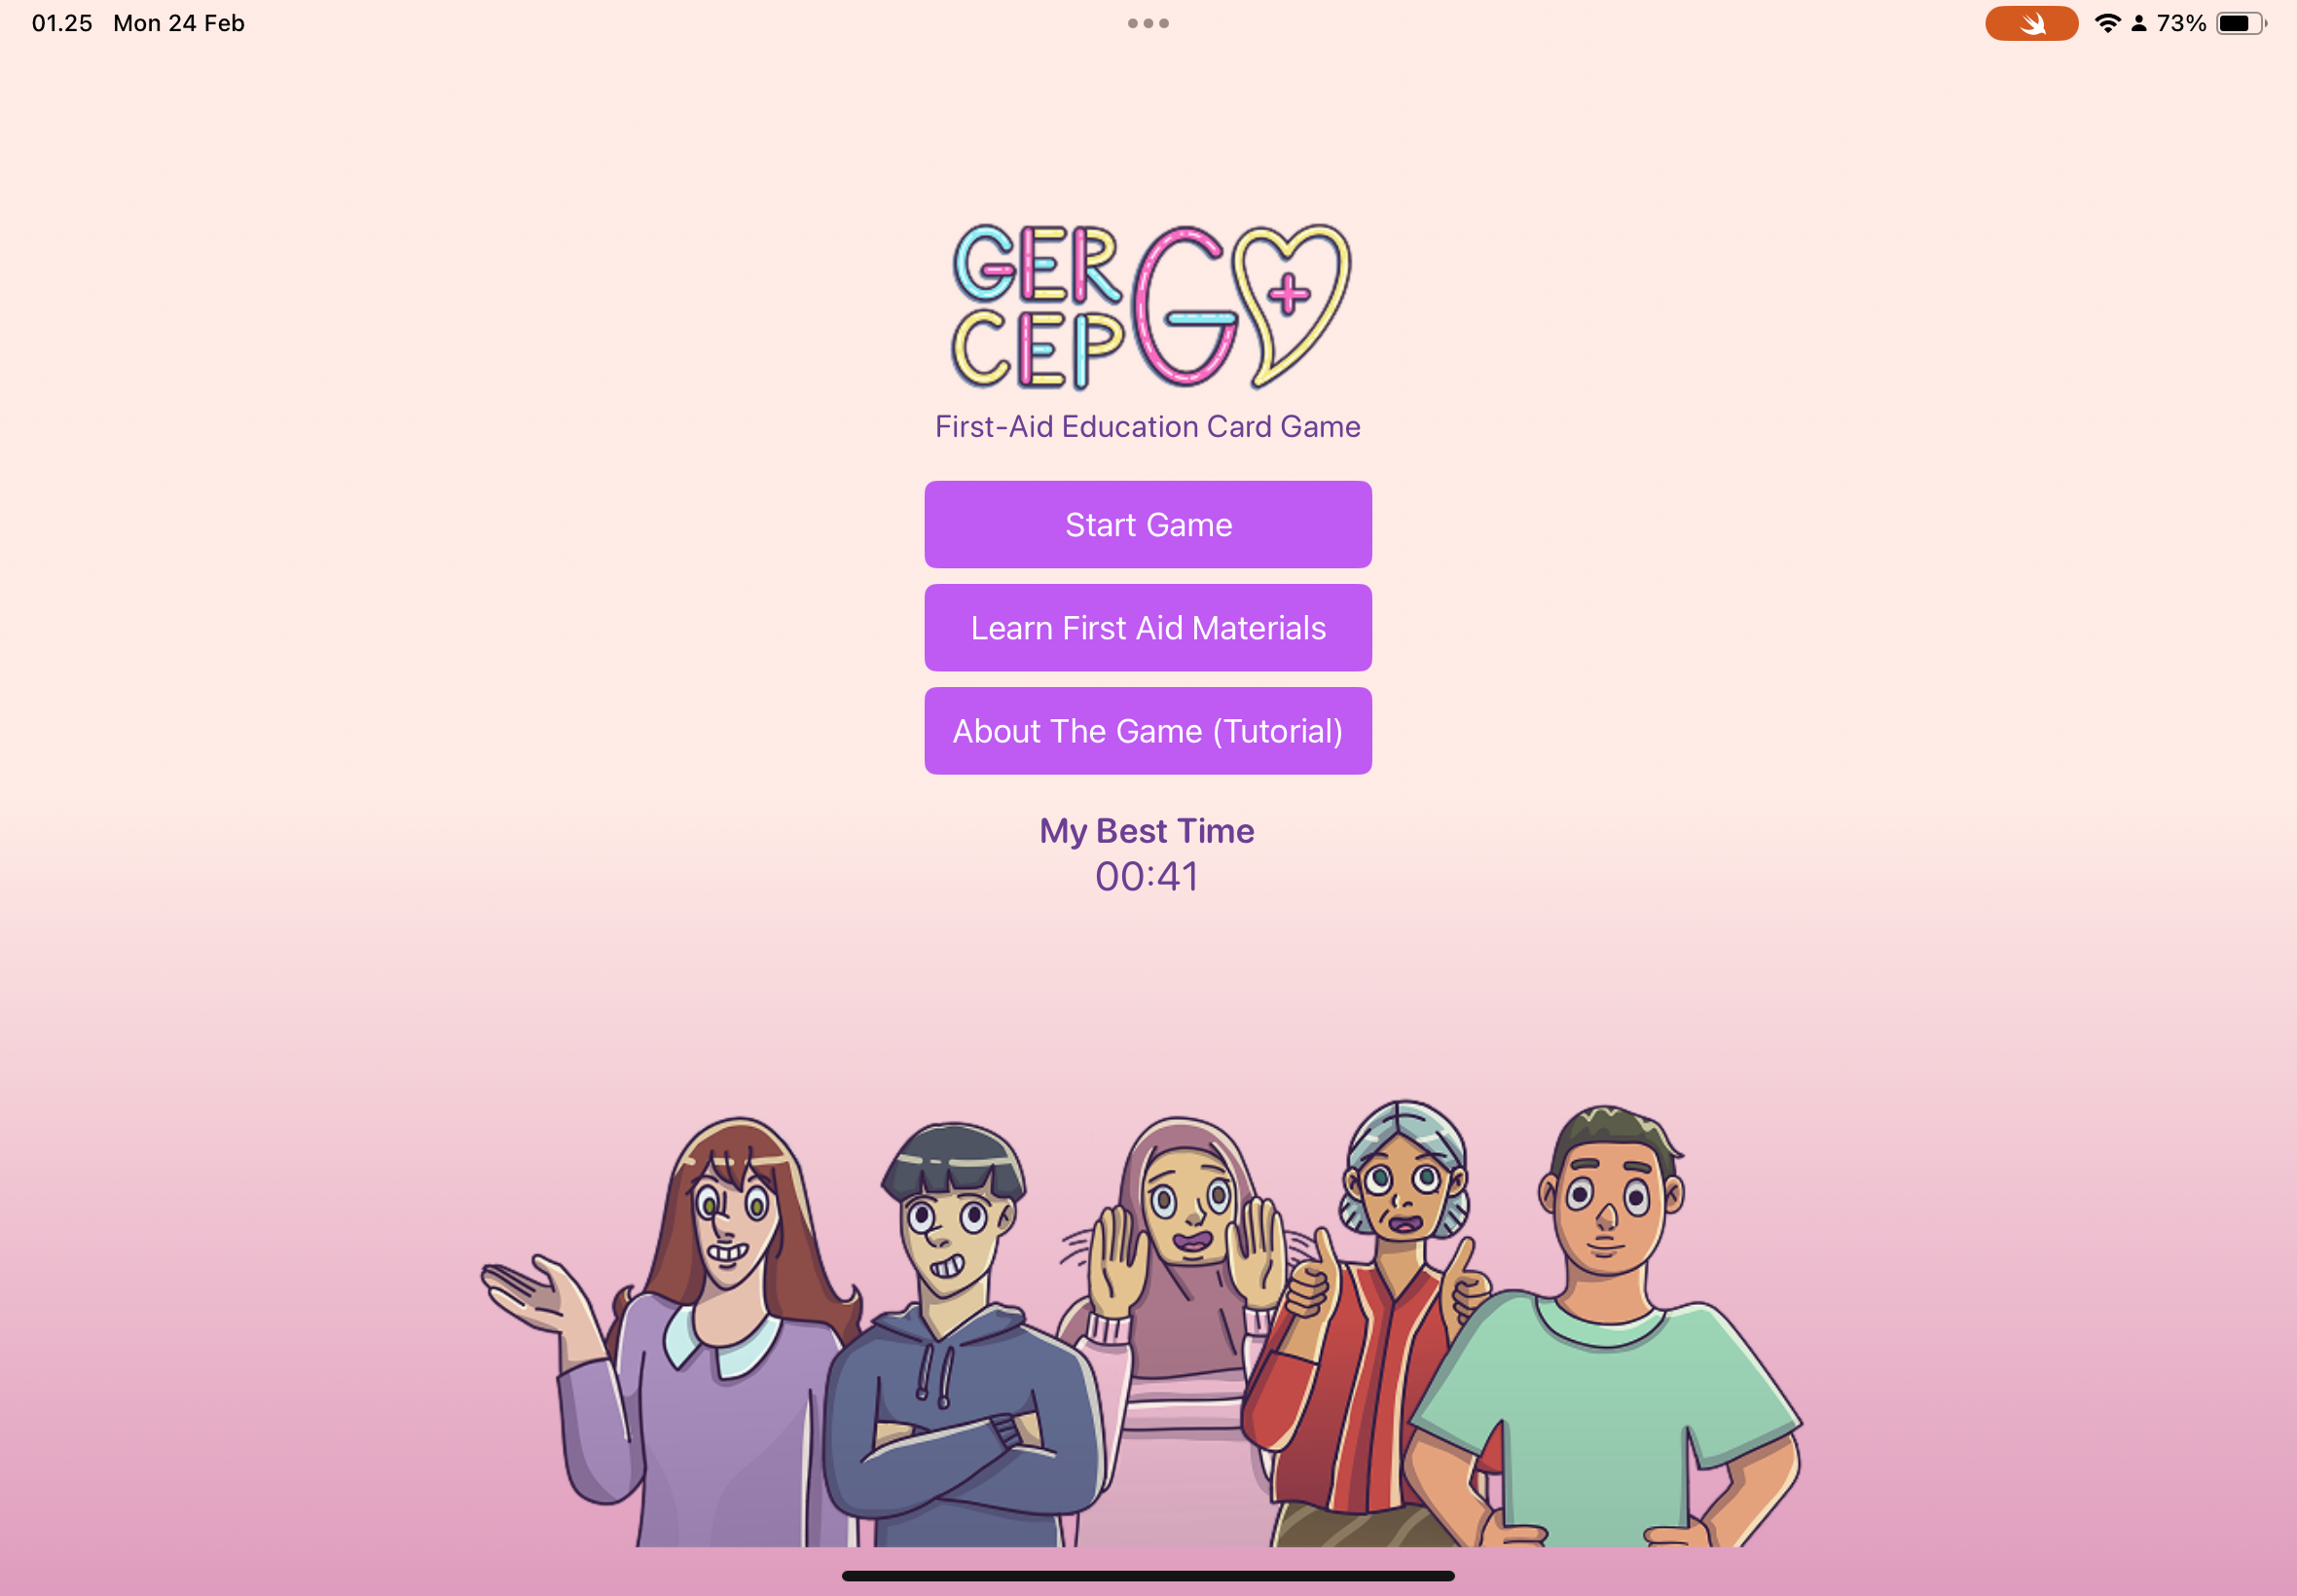 01.25 Mon 24 Feb
73%
GER
CEP
GO
First-Aid Education Card Game
Start Game
Learn First Aid Materials
About The Game (Tutorial)
My Best Time
00:41